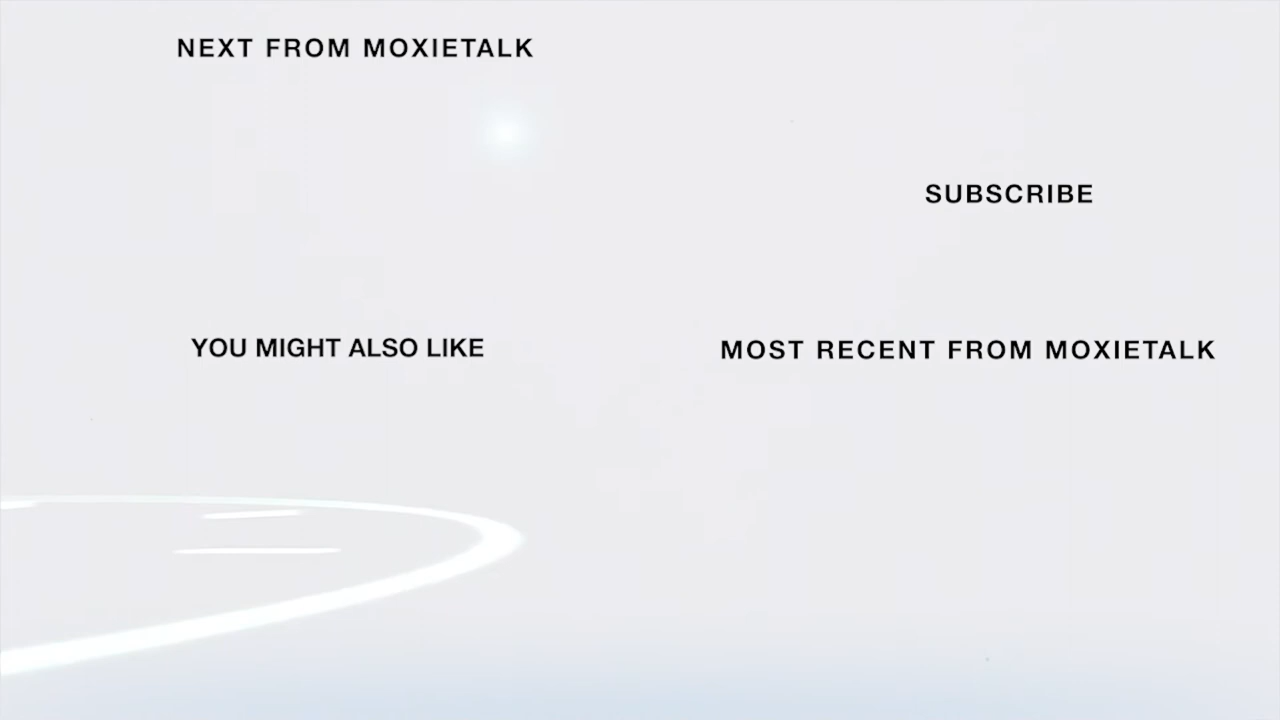 NEXT FROM MOXIETALK
SUBSCRIBE
YOU MIGHT ALSO LIKE
MOST RECENT FROM MOXIETALK